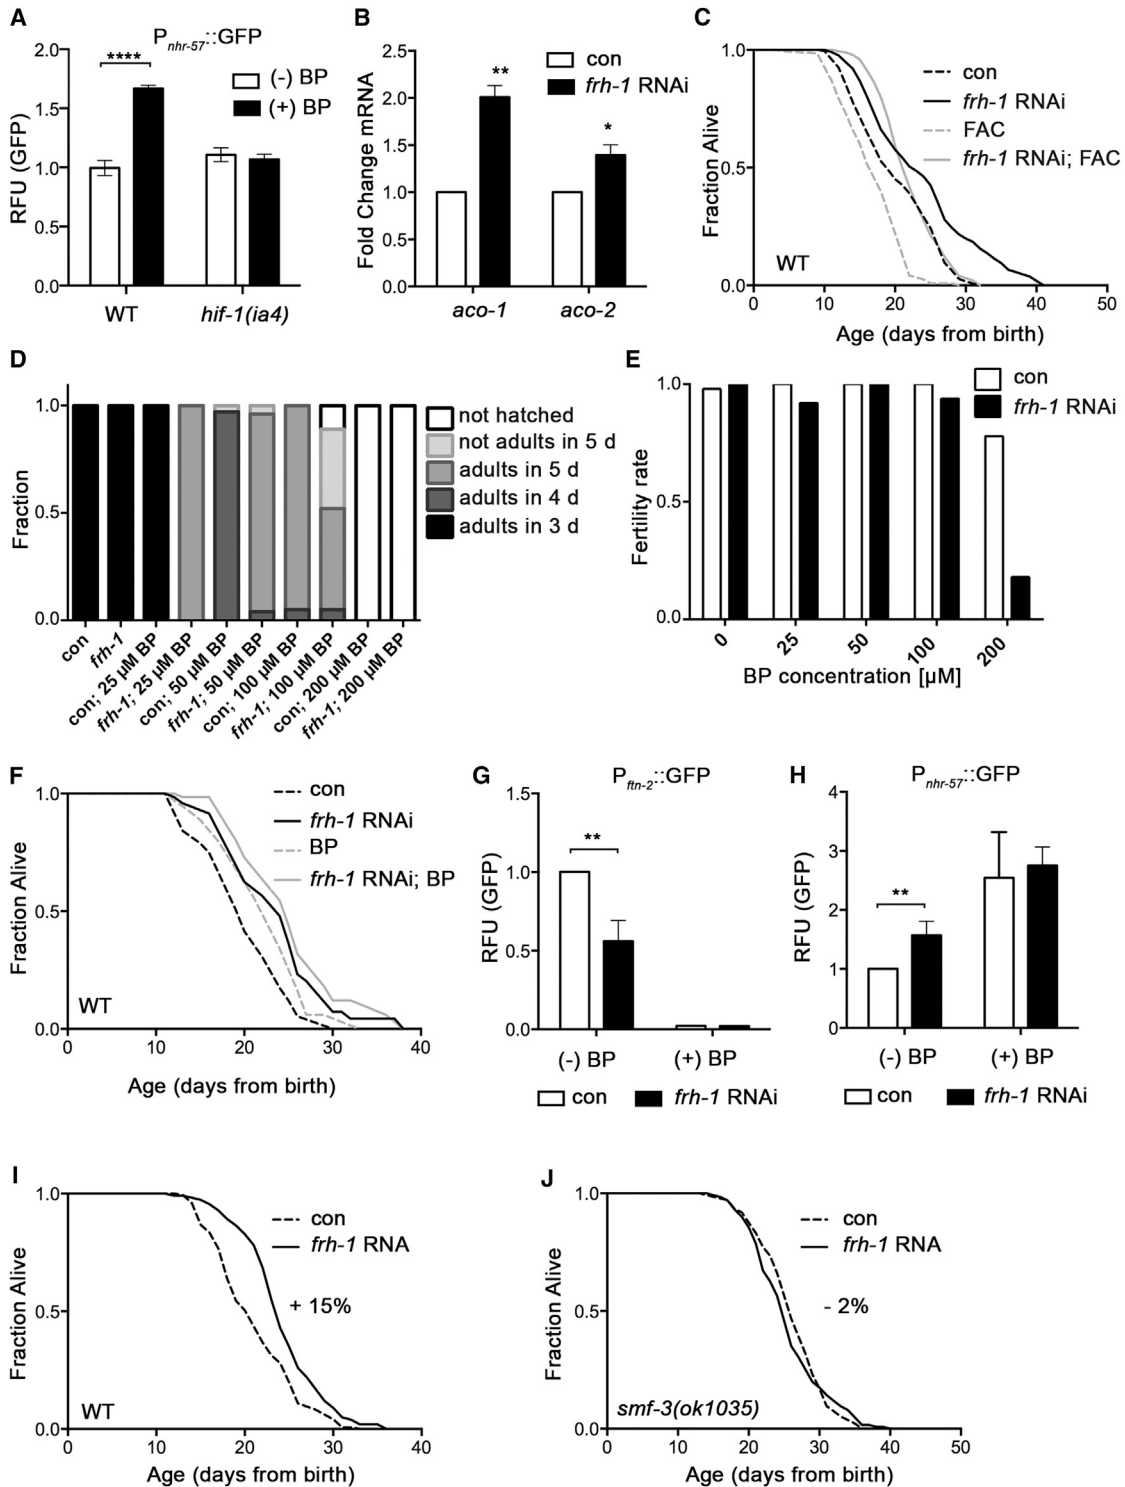 A
P nhr-57::GFP
****
(-) BP
(+) BP
RFU (GFP)
2.0
1.5
1.0
0.5
0.0
WT
hif-1(ia4)
B
con
frh-1 RNAi
**
*
Fold Change mRNA
2.5
2.0
1.5
1.0
0.5
0.0
aco-1
aco-2
C
con
frh-1 RNAi
FAC
frh-1 RNAi; FAC
Fraction Alive
1.0
0.5
0.0
WT
0 10 20 30 40 50
Age (days from birth)
D
not hatched
not adults in 5 d
adults in 5 d
adults in 4 d
adults in 3 d
Fraction
1.0
0.5
0.0
con
frh-1
con; 25 µM BP
frh-1; 25 µM BP
con; 50 µM BP
frh-1; 50 µM BP
con; 100 µM BP
frh-1; 100 µM BP
con; 200 µM BP
frh-1; 200 µM BP
E
con
frh-1 RNAi
Fertility rate
1.0
0.5
0.0
0 25 50 100 200
BP concentration [µM]
F
con
frh-1 RNAi
BP
frh-1 RNAi; BP
Fraction Alive
1.0
0.5
0.0
WT
0 10 20 30 40
Age (days from birth)
G
P ftn-2::GFP
**
RFU (GFP)
1.5
1.0
0.5
0.0
(-) BP
(+) BP
con
frh-1 RNAi
H
P nhr-57::GFP
**
RFU (GFP)
4
3
2
1
0
(-) BP
(+) BP
con
frh-1 RNAi
I
con
frh-1 RNA
+ 15%
Fraction Alive
1.0
0.5
0.0
WT
0 10 20 30 40
Age (days from birth)
J
con
frh-1 RNA
- 2%
Fraction Alive
1.0
0.5
0.0
smf-3(ok1035)
0 10 20 30 40 50
Age (days from birth)